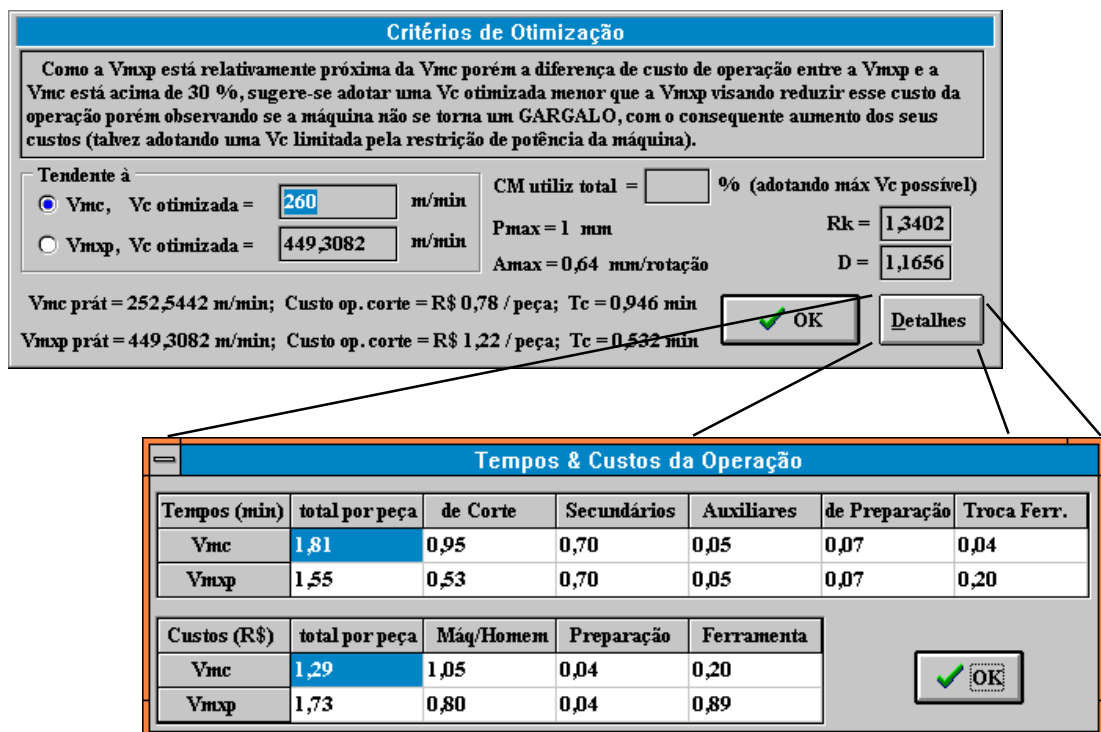 Critérios de Otimização
Como a Vmxp está relativamente próxima da Vmc porém a diferença de custo de operação entre a Vmxp e a
Vmc está acima de 30 %, sugere-se adotar uma Vc otimizada menor que a Vmxp visando reduzir esse custo da
operação porém observando se a máquina não se torna um GARGALO, com o consequente aumento dos seus
custos (talvez adotando uma Vc limitada pela restrição de potência da máquina).
Tendente à
Vmc, Vc otimizada = 260 m/min
Vmxp, Vc otimizada = 449,3082 m/min
CM utiliz total = % (adotando máx Vc possível)
Pmax = 1 mm
Rk = 1,3402
Amax = 0,64 mm/rotação
D = 1,1656
Vmc prát = 252,5442 m/min; Custo op. corte = R$ 0,78 / peça; Tc = 0,946 min
Vmxp prát = 449,3082 m/min; Custo op. corte = R$ 1,22 / peça; Tc = 0,532 min
OK
Detalhes
Tempos & Custos da Operação
Tempos (min) total por peça de Corte Secundários Auxiliares de Preparação Troca Ferr.
Vmc 1,81 0,95 0,70 0,05 0,07 0,04
Vmxp 1,55 0,53 0,70 0,05 0,07 0,20
Custos (R$) total por peça Máq/Homem Preparação Ferramenta
Vmc 1,29 1,05 0,04 0,20
Vmxp 1,73 0,80 0,04 0,89
OK